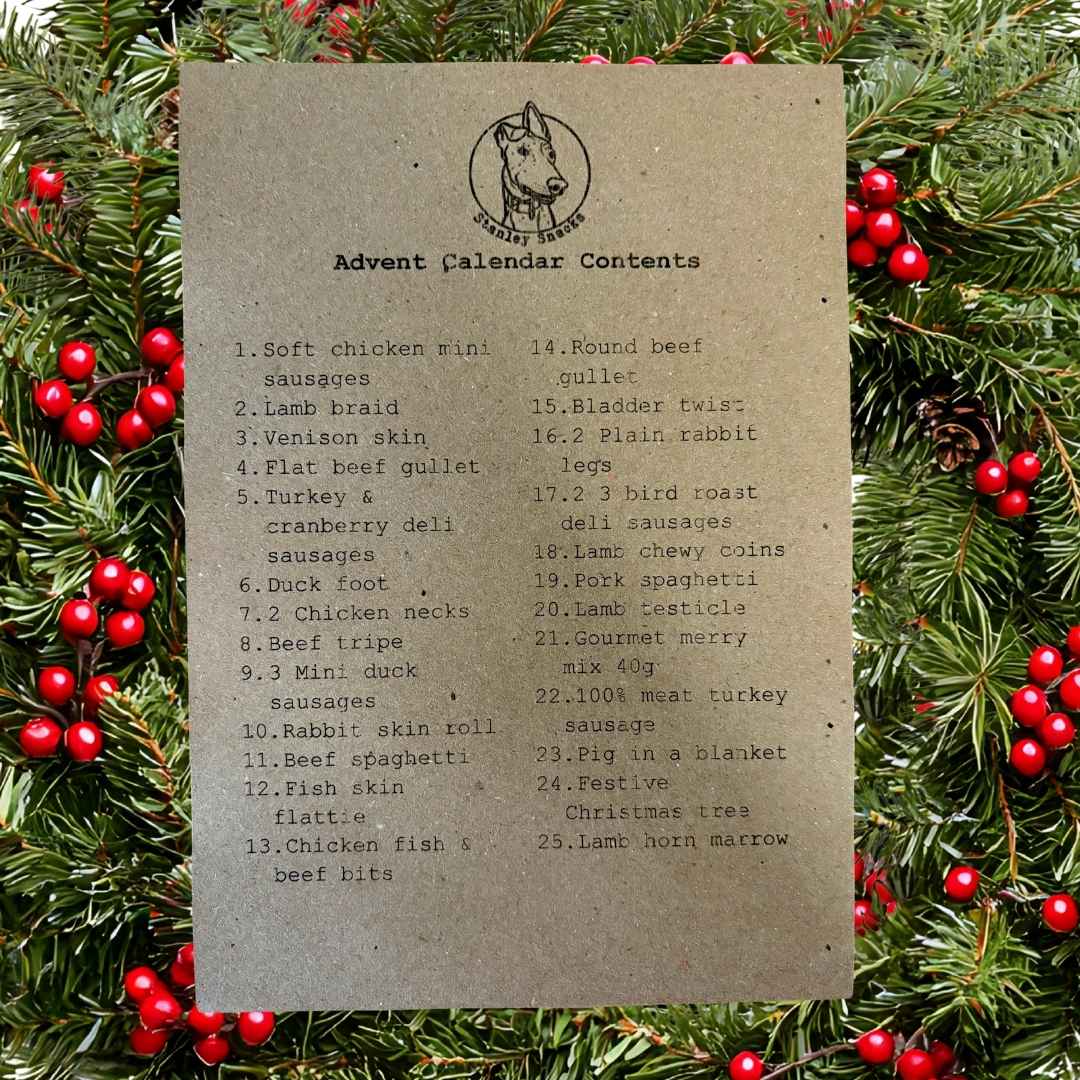 Stanley Snacks
Advent Calendar Contents
1.Soft chicken mini
sausages
2.Lamb braid
3.Venison skin
4.Flat beef gullet
5.Turkey &
cranberry deli
sausages
6.Duck foot
7.2 Chicken necks
8.Beef tripe
9.3 Mini duck
sausages
10.Rabbit skin roll
11.Beef spaghetti
12.Fish skin
flattie
13.Chicken fish &
beef bits
14.Round beef
gullet
15.Bladder twist
16.2 Plain rabbit
legs
17.2 3 bird roast
deli sausages
18.Lamb chewy coins
19.Pork spaghetti
20.Lamb testicle
21.Gourmet merry
mix 40g
22.100% meat turkey
sausage
23.Pig in a blanket
24.Festive
Christmas tree
25.Lamb horn marrow